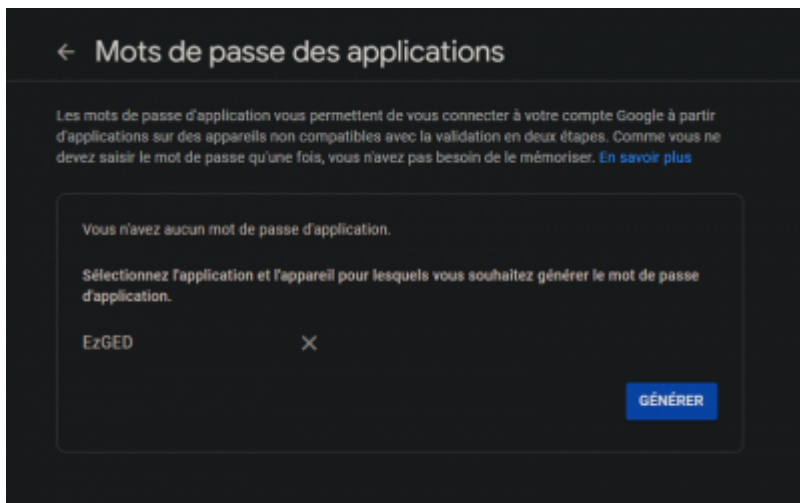 ← Mots de passe des applications
Les mots de passe d'application vous permettent de vous connecter à votre compte Google à partir
d'applications sur des appareils non compatibles avec la validation en deux étapes. Comme vous ne
devez saisir le mot de passe qu'une fois, vous n'avez pas besoin de le mémoriser. En savoir plus
Vous n'avez aucun mot de passe d'application.
Sélectionnez l'application et l'appareil pour lesquels vous souhaitez générer le mot de passe
d'application.
EzGED ✕
GÉNÉRER